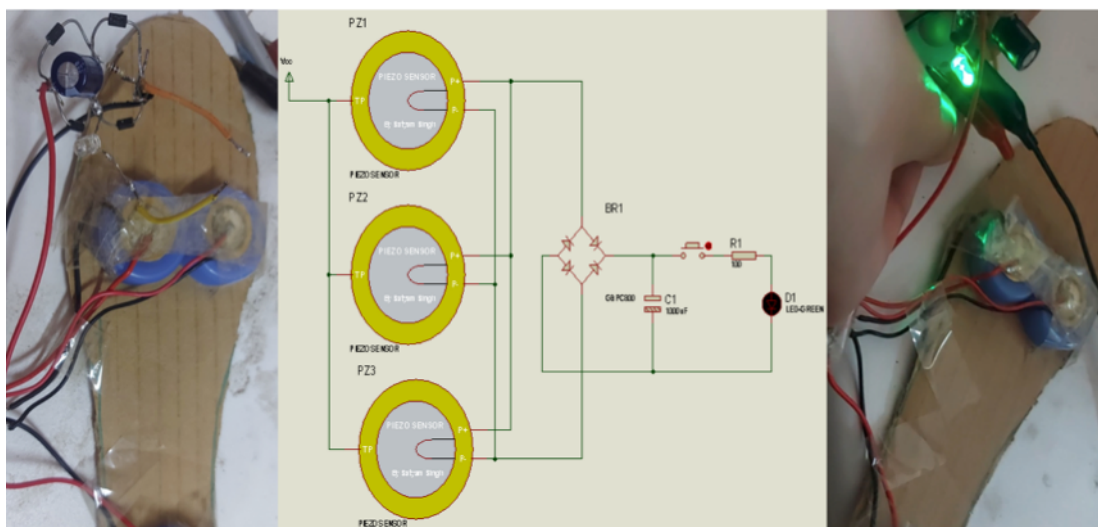 PZ1
Vcc
PIEZO SENSOR
P+
TP
P-
PIEZO SENSOR
PZ2
PIEZO SENSOR
P+
TP
P-
PIEZO SENSOR
BR1
R1
100
GBPC800
C1
1000uF
D1
LED-GREEN
PZ3
PIEZO SENSOR
P+
TP
P-
PIEZO SENSOR